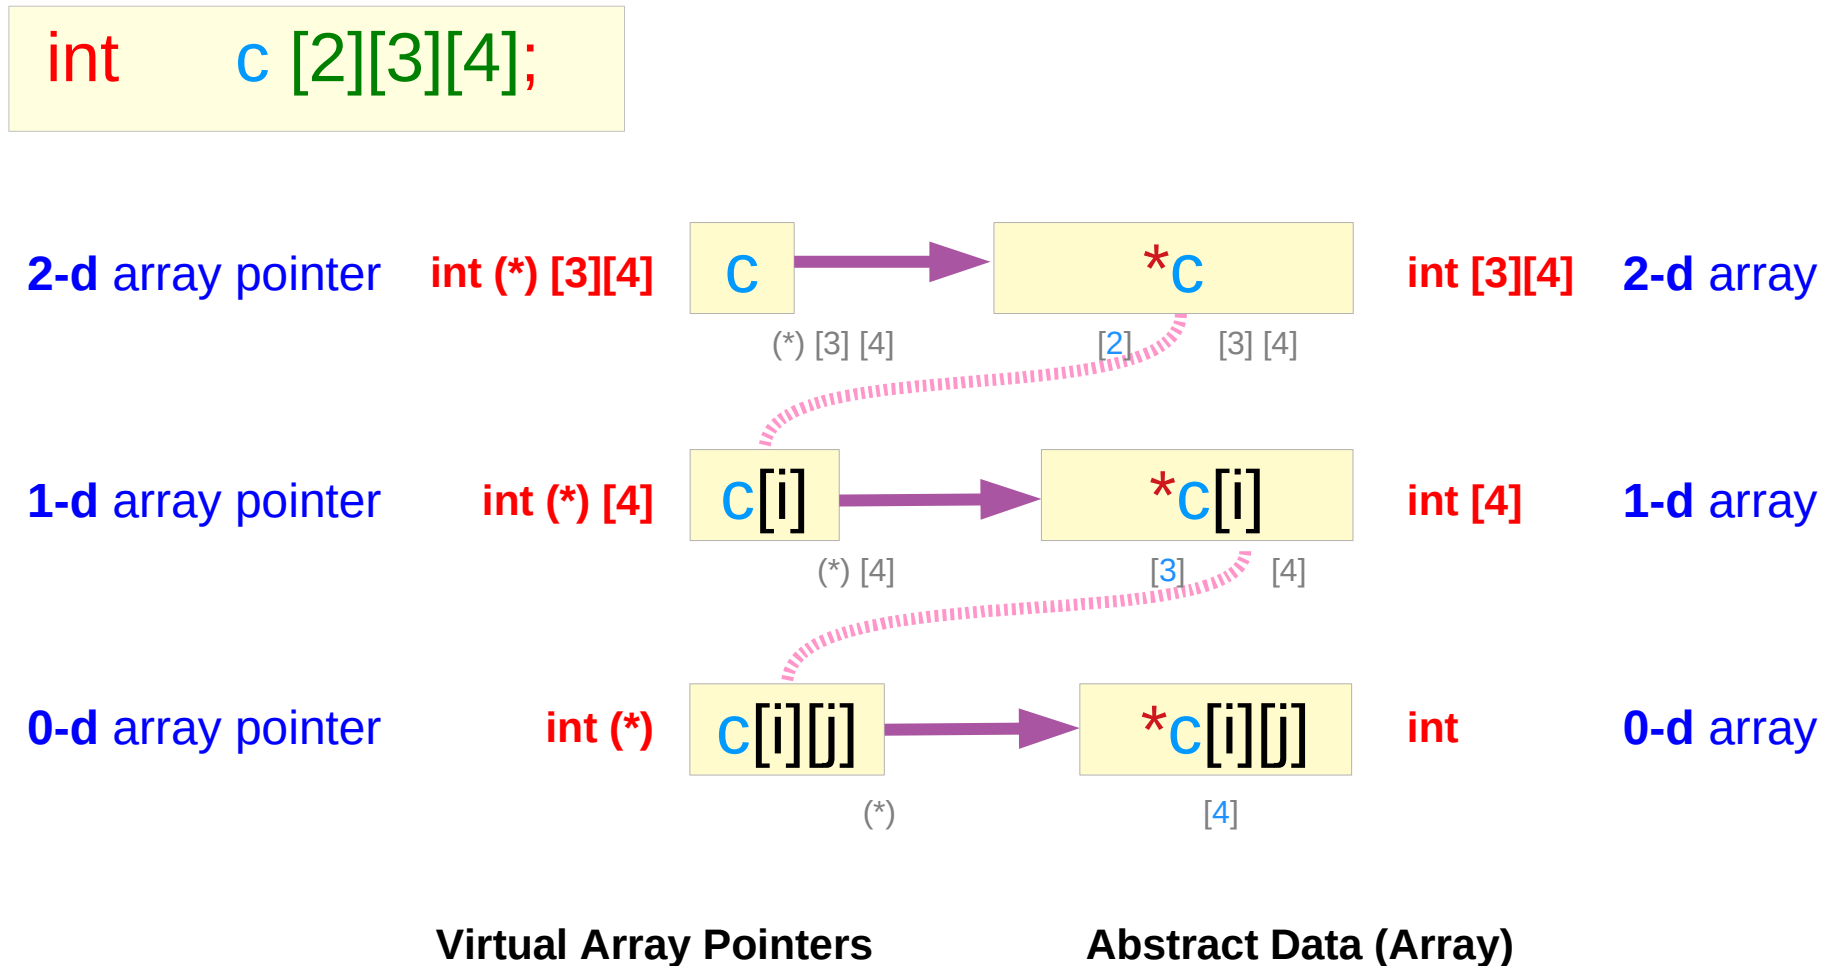 int c [2][3][4];
2-d array pointer int (*) [3][4] c *c int [3][4] 2-d array
(*) [3] [4] [2] [3] [4]
1-d array pointer int (*) [4] c[i] *c[i] int [4] 1-d array
(*) [4] [3] [4]
0-d array pointer int (*) c[i][j] *c[i][j] int 0-d array
(*) [4]
Virtual Array Pointers Abstract Data (Array)